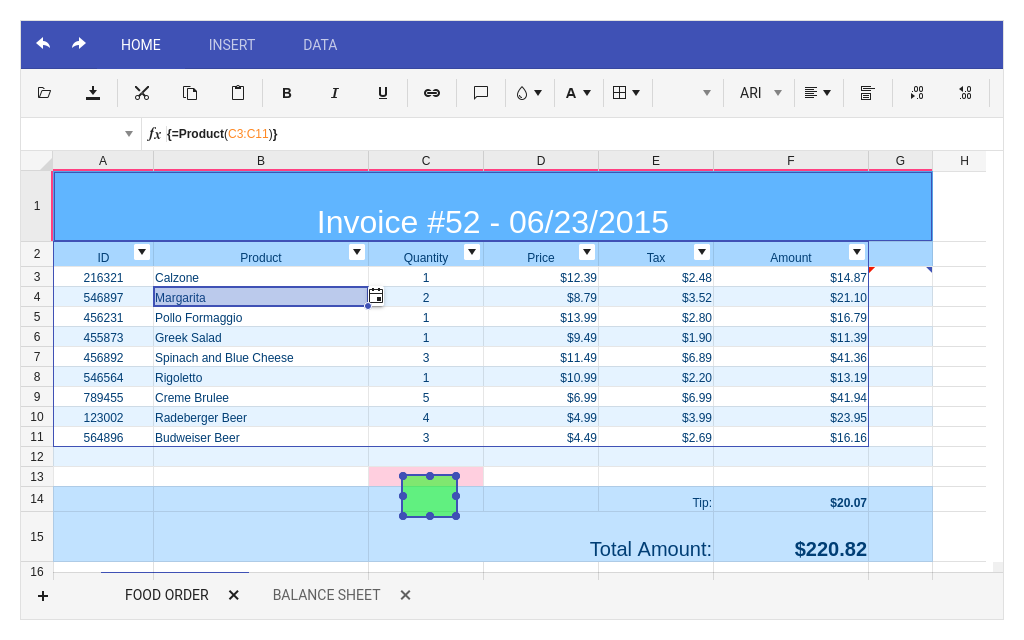 HOME INSERT DATA
B I U A ARI .00 .0 .0 .00
fx {=Product(C3:C11)}
A B C D E F G H
1 Invoice #52 - 06/23/2015
2 ID Product Quantity Price Tax Amount
3 216321 Calzone 1 $12.39 $2.48 $14.87
4 546897 Margarita 2 $8.79 $3.52 $21.10
5 456231 Pollo Formaggio 1 $13.99 $2.80 $16.79
6 455873 Greek Salad 1 $9.49 $1.90 $11.39
7 456892 Spinach and Blue Cheese 3 $11.49 $6.89 $41.36
8 546564 Rigoletto 1 $10.99 $2.20 $13.19
9 789455 Creme Brulee 5 $6.99 $6.99 $41.94
10 123002 Radeberger Beer 4 $4.99 $3.99 $23.95
11 564896 Budweiser Beer 3 $4.49 $2.69 $16.16
12
13
14 Tip: $20.07
15 Total Amount: $220.82
16
+ FOOD ORDER × BALANCE SHEET ×